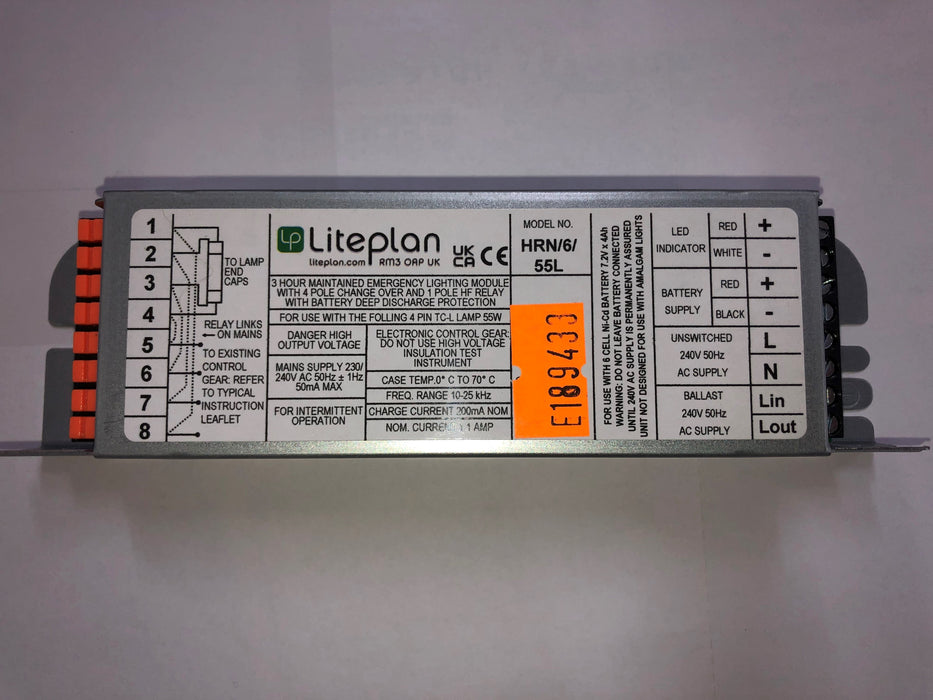 1
2
3
4
5
6
7
8
TO LAMP
END
CAPS
RELAY LINKS
ON MAINS
TO EXISTING
CONTROL
GEAR: REFER
TO TYPICAL
INSTRUCTION
LEAFLET
LP Liteplan
liteplan.com RM3 OAP UK
UK
CA CE
3 HOUR MAINTAINED EMERGENCY LIGHTING MODULE
WITH 4 POLE CHANGE OVER AND 1 POLE HF RELAY
WITH BATTERY DEEP DISCHARGE PROTECTION
FOR USE WITH THE FOLLING 4 PIN TC-L LAMP 55W
DANGER HIGH
OUTPUT VOLTAGE
MAINS SUPPLY 230/
240V AC 50Hz ± 1Hz
50mA MAX
FOR INTERMITTENT
OPERATION
ELECTRONIC CONTROL GEAR:
DO NOT USE HIGH VOLTAGE
INSULATION TEST
INSTRUMENT
CASE TEMP.0° C TO 70° C
FREQ. RANGE 10-25 kHz
CHARGE CURRENT 200mA NOM
NOM. CURRENT 1.1 AMP
MODEL NO.
HRN/6/
55L
E189433
FOR USE WITH 6 CELL Ni-Cd BATTERY 7.2V x 4Ah
WARNING: DO NOT LEAVE BATTERY CONNECTED
UNTIL 240V AC SUPPLY IS PERMANENTLY ASSURED
UNIT NOT DESIGNED FOR USE WITH AMALGAM LIGHTS
LED
INDICATOR
RED +
WHITE -
BATTERY
SUPPLY
RED +
BLACK -
UNSWITCHED
240V 50Hz
AC SUPPLY
L
N
BALLAST
240V 50Hz
AC SUPPLY
Lin
Lout